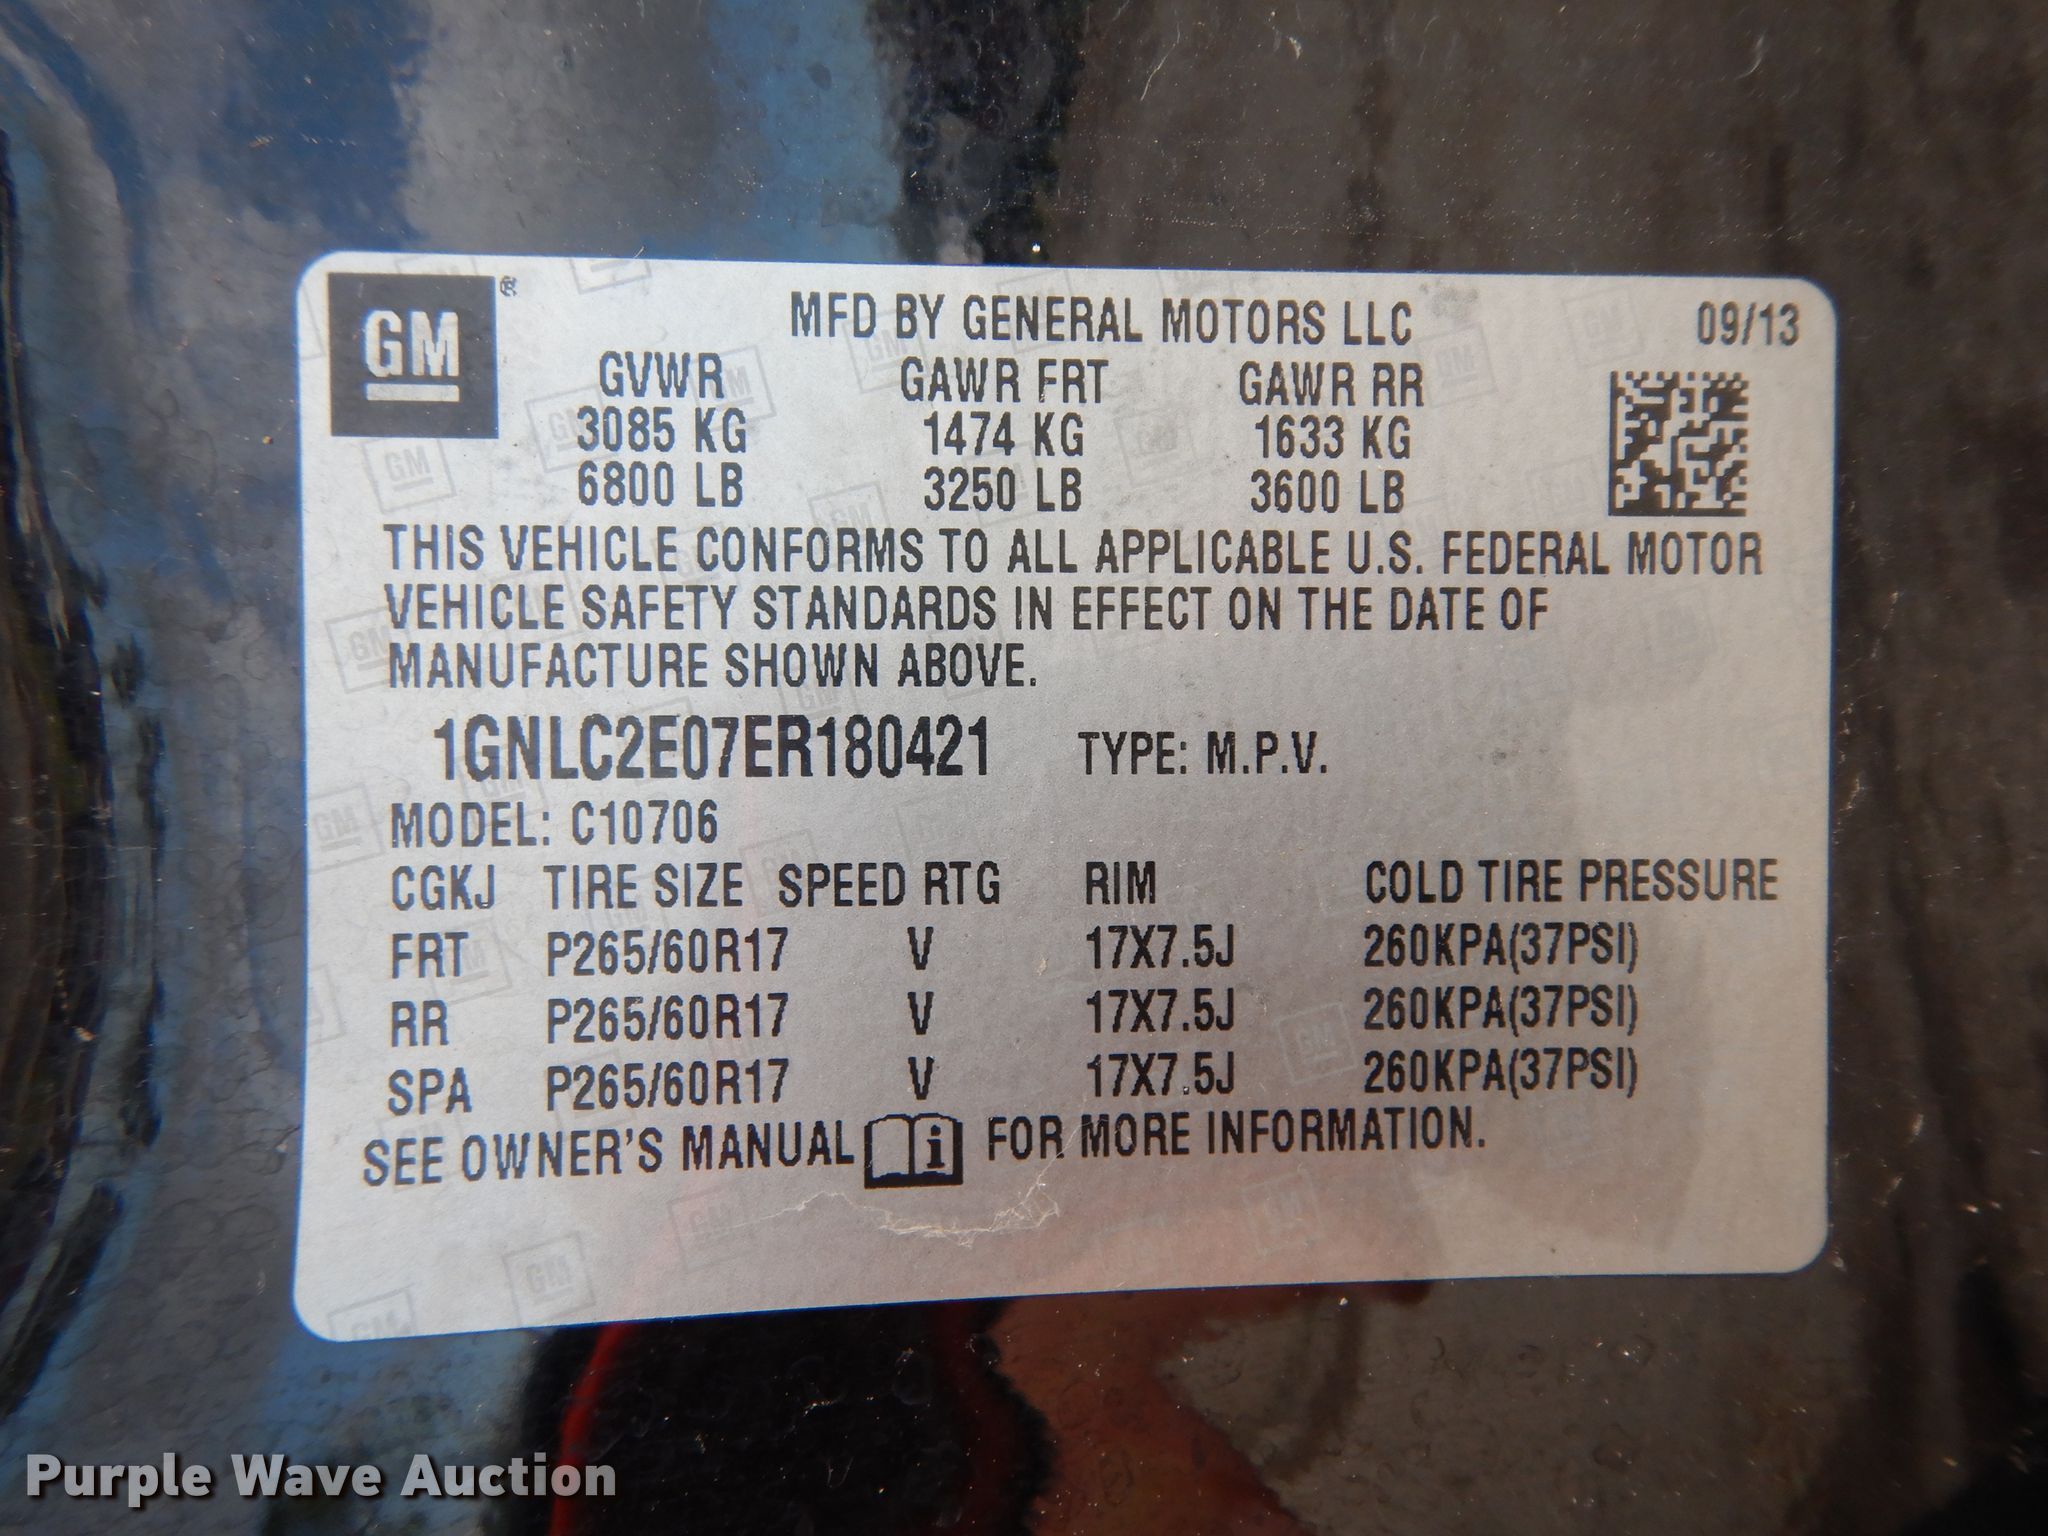 GM ®
MFD BY GENERAL MOTORS LLC 09/13
GVWR GAWR FRT GAWR RR
3085 KG 1474 KG 1633 KG
6800 LB 3250 LB 3600 LB
THIS VEHICLE CONFORMS TO ALL APPLICABLE U.S. FEDERAL MOTOR
VEHICLE SAFETY STANDARDS IN EFFECT ON THE DATE OF
MANUFACTURE SHOWN ABOVE.
1GNLC2E07ER180421 TYPE: M.P.V.
MODEL: C10706
CGKJ TIRE SIZE SPEED RTG RIM COLD TIRE PRESSURE
FRT P265/60R17 V 17X7.5J 260KPA(37PSI)
RR P265/60R17 V 17X7.5J 260KPA(37PSI)
SPA P265/60R17 V 17X7.5J 260KPA(37PSI)
SEE OWNER'S MANUAL i FOR MORE INFORMATION.
Purple Wave Auction